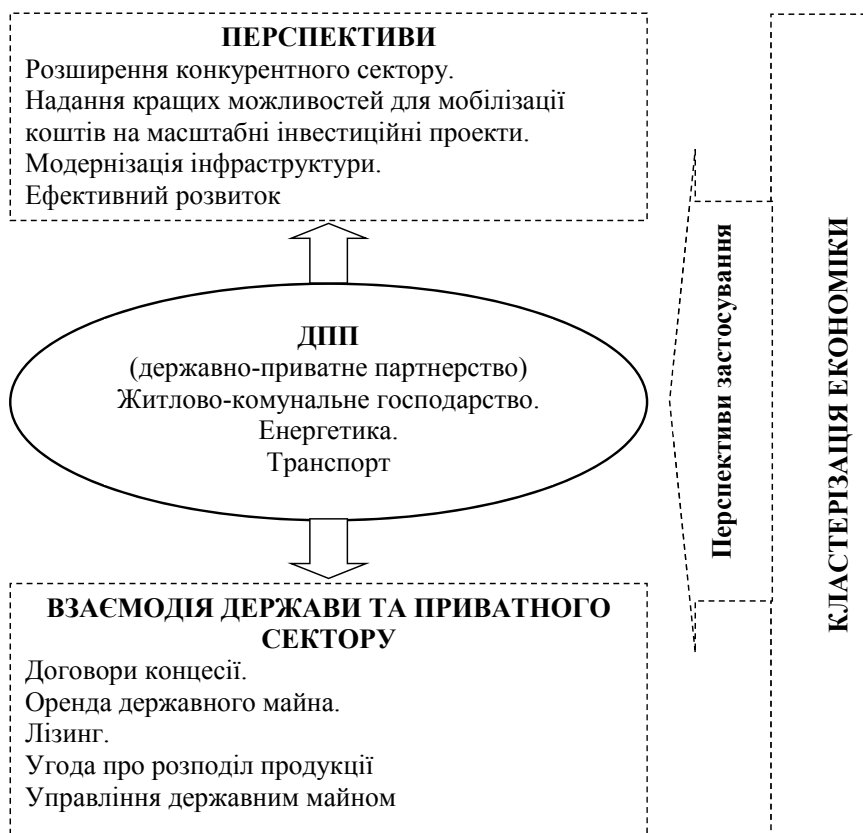 ПЕРСПЕКТИВИ
Розширення конкурентного сектору.
Надання кращих можливостей для мобілізації
коштів на масштабні інвестиційні проекти.
Модернізація інфраструктури.
Ефективний розвиток
ДПП
(державно-приватне партнерство)
Житлово-комунальне господарство.
Енергетика.
Транспорт
ВЗАЄМОДІЯ ДЕРЖАВИ ТА ПРИВАТНОГО
СЕКТОРУ
Договори концесії.
Оренда державного майна.
Лізинг.
Угода про розподіл продукції
Управління державним майном
Перспективи застосування
КЛАСТЕРІЗАЦІЯ ЕКОНОМІКИ